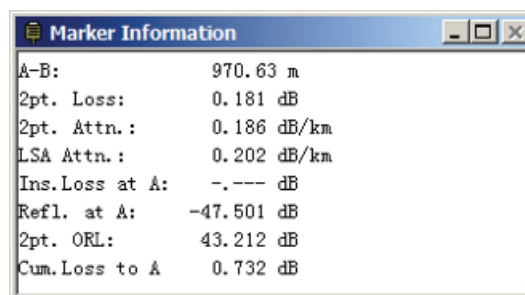 Marker Information
A-B: 970.63 m
2pt. Loss: 0.181 dB
2pt. Attn.: 0.186 dB/km
LSA Attn.: 0.202 dB/km
Ins.Loss at A: -.--- dB
Refl. at A: -47.501 dB
2pt. ORL: 43.212 dB
Cum.Loss to A 0.732 dB